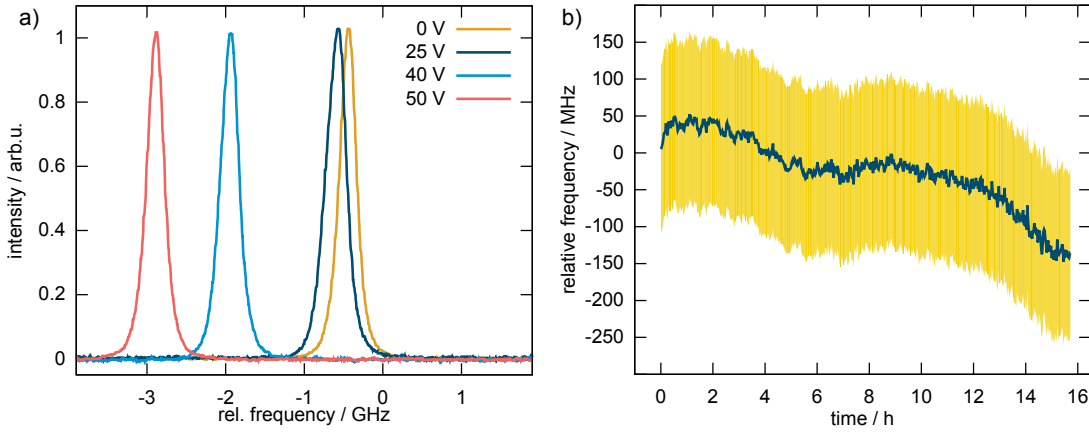 a)
0 V
25 V
40 V
50 V
1
0.8
0.6
0.4
0.2
0
intensity / arb.u.
-3
-2
-1
0
1
rel. frequency / GHz
b)
150
100
50
0
-50
-100
-150
-200
-250
relative frequency / MHz
0
2
4
6
8
10
12
14
16
time / h